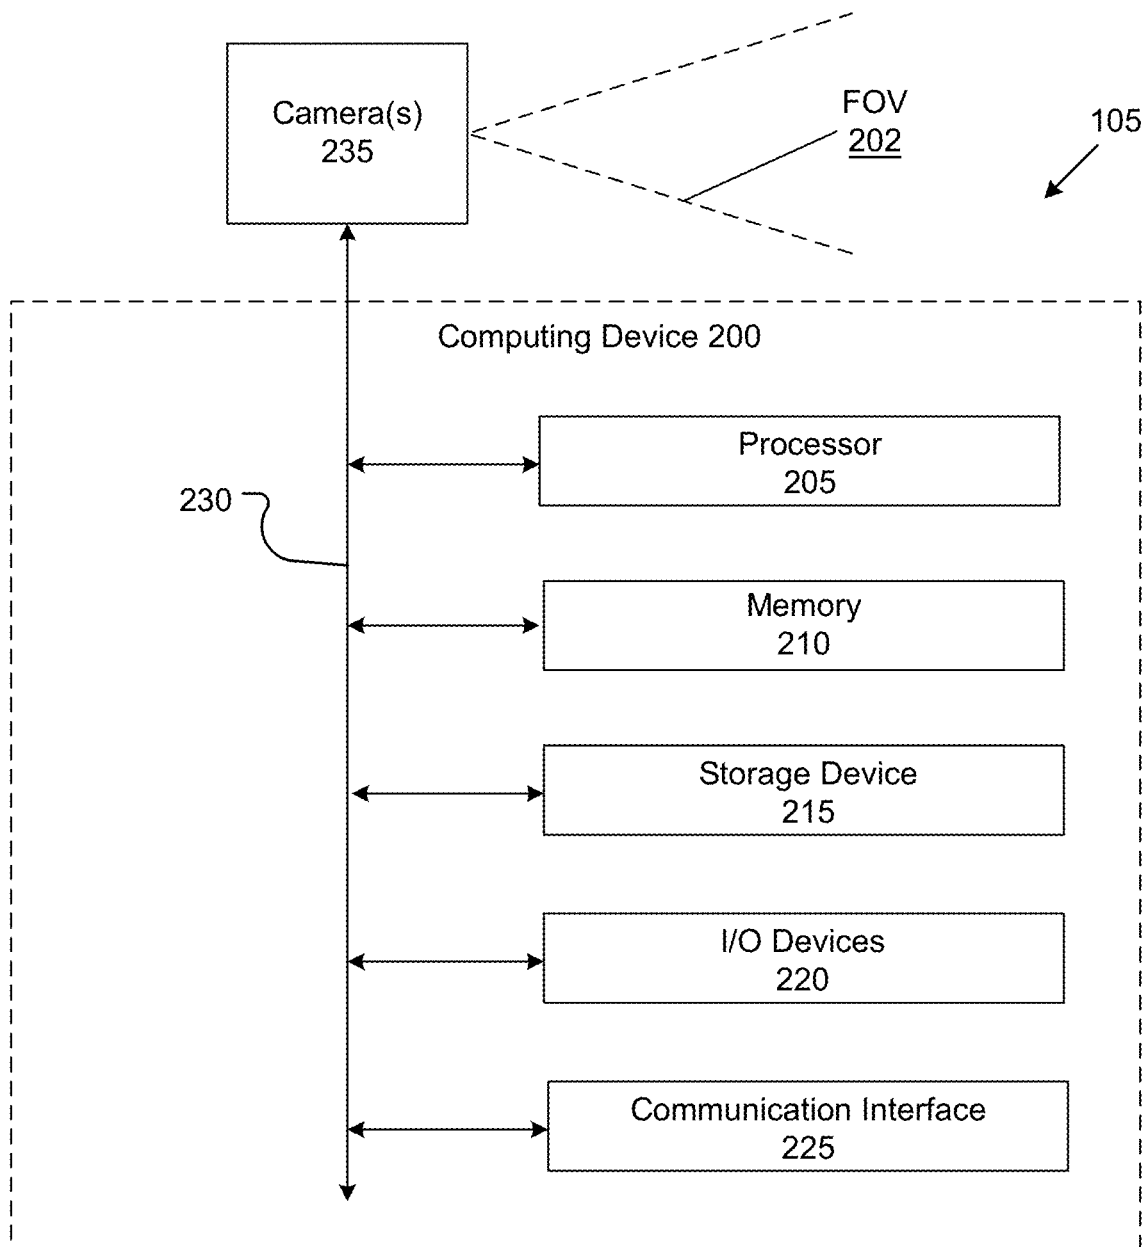 Camera(s)
235
FOV
202
105
Computing Device 200
Processor
205
230
Memory
210
Storage Device
215
I/O Devices
220
Communication Interface
225